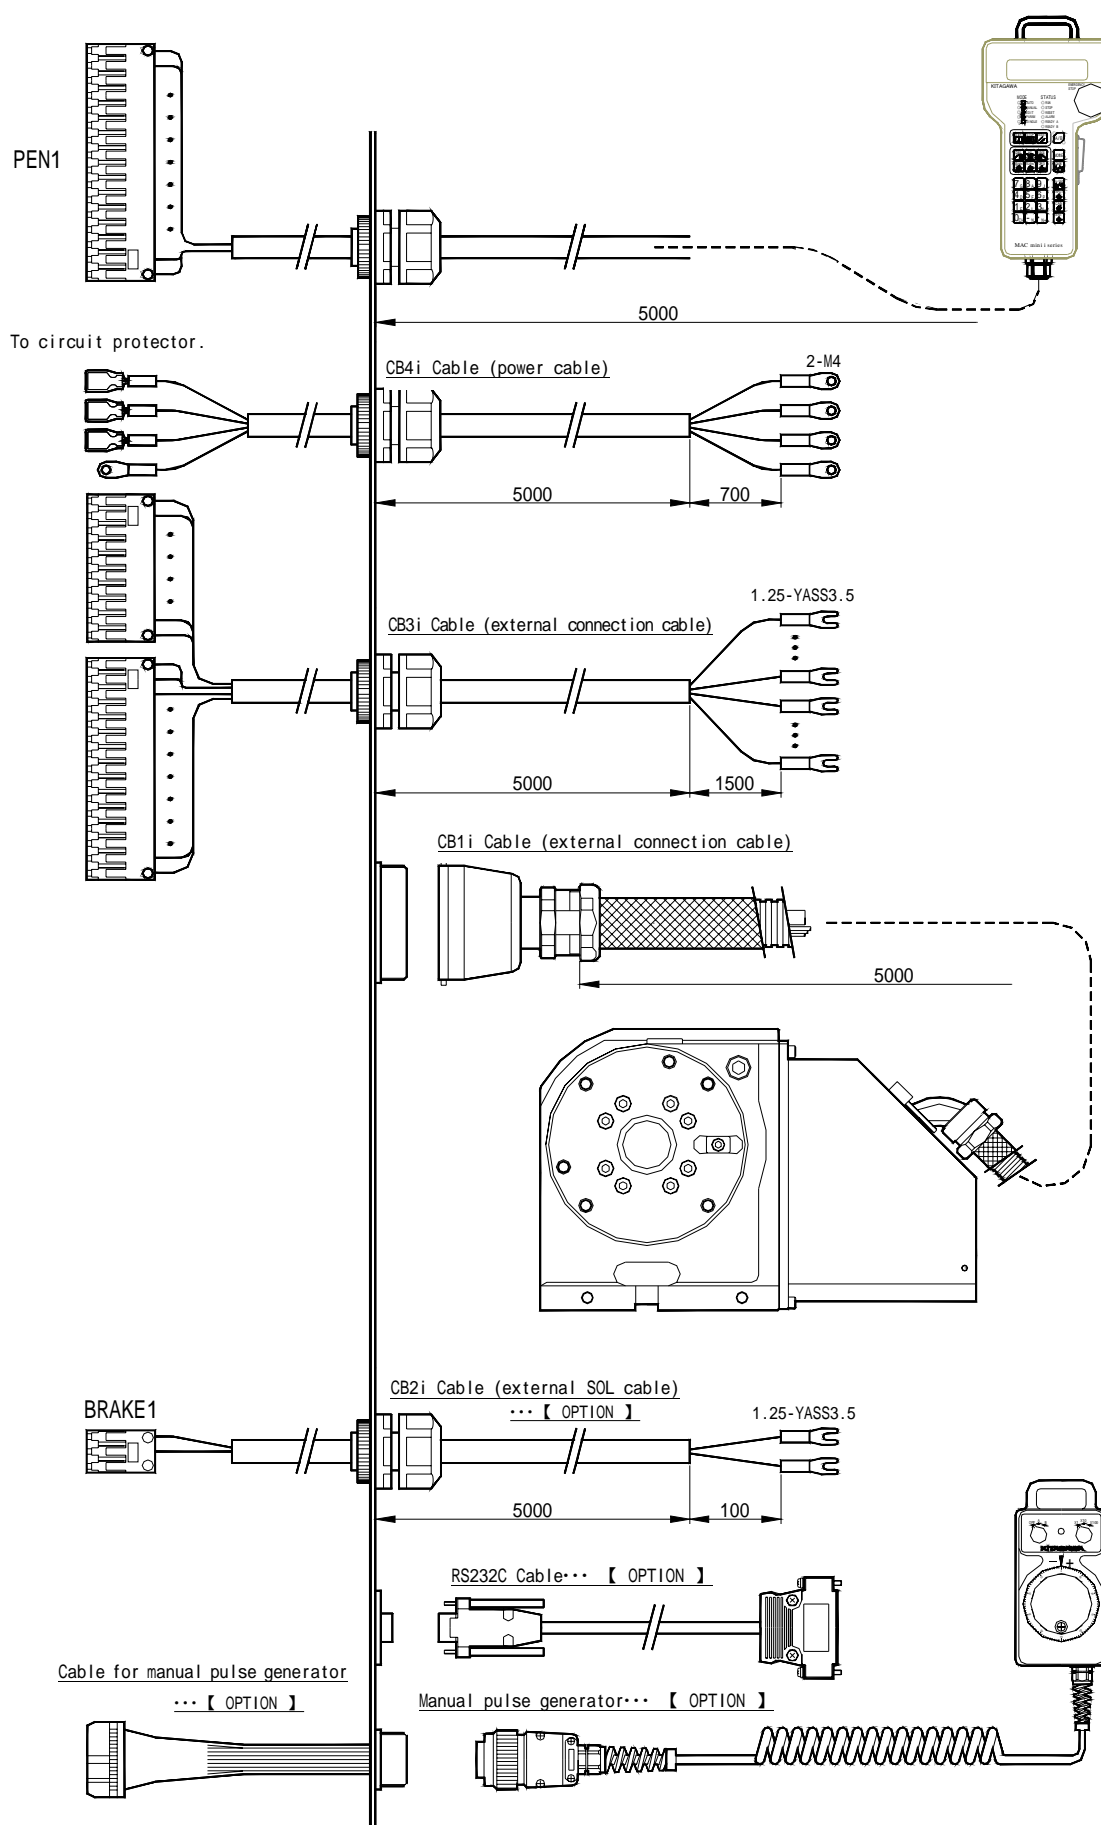 KITAGAWA
MODE
STATUS
EMERGENCY
STOP
PEN1
MAC mini i series
5000
To circuit protector.
CB4i Cable (power cable)
2-M4
5000
700
1.25-YASS3.5
CB3i Cable (external connection cable)
5000
1500
CB1i Cable (external connection cable)
5000
CB2i Cable (external SOL cable)
･･･【 OPTION 】
BRAKE1
1.25-YASS3.5
5000
100
RS232C Cable･･･ 【 OPTION 】
KITAGAWA
− +
Cable for manual pulse generator
･･･【 OPTION 】
Manual pulse generator･･･ 【 OPTION 】